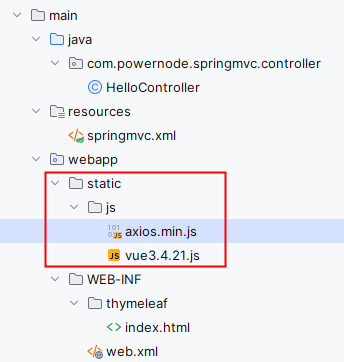 main
java
com.powernode.springmvc.controller
HelloController
resources
springmvc.xml
webapp
static
js
axios.min.js
vue3.4.21.js
WEB-INF
thymeleaf
index.html
web.xml